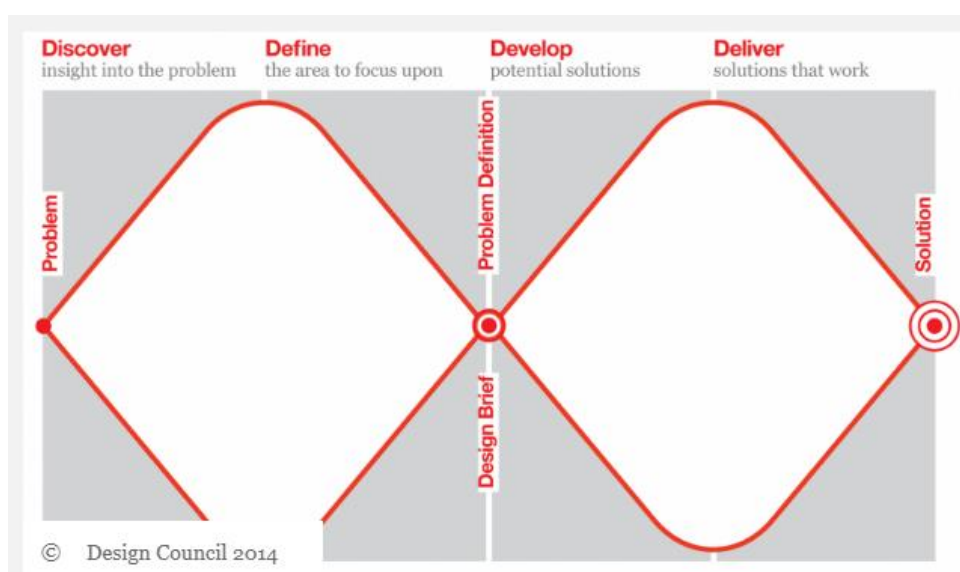 Discover
insight into the problem
Define
the area to focus upon
Develop
potential solutions
Deliver
solutions that work
Problem
Problem Definition
Design Brief
Solution
© Design Council 2014